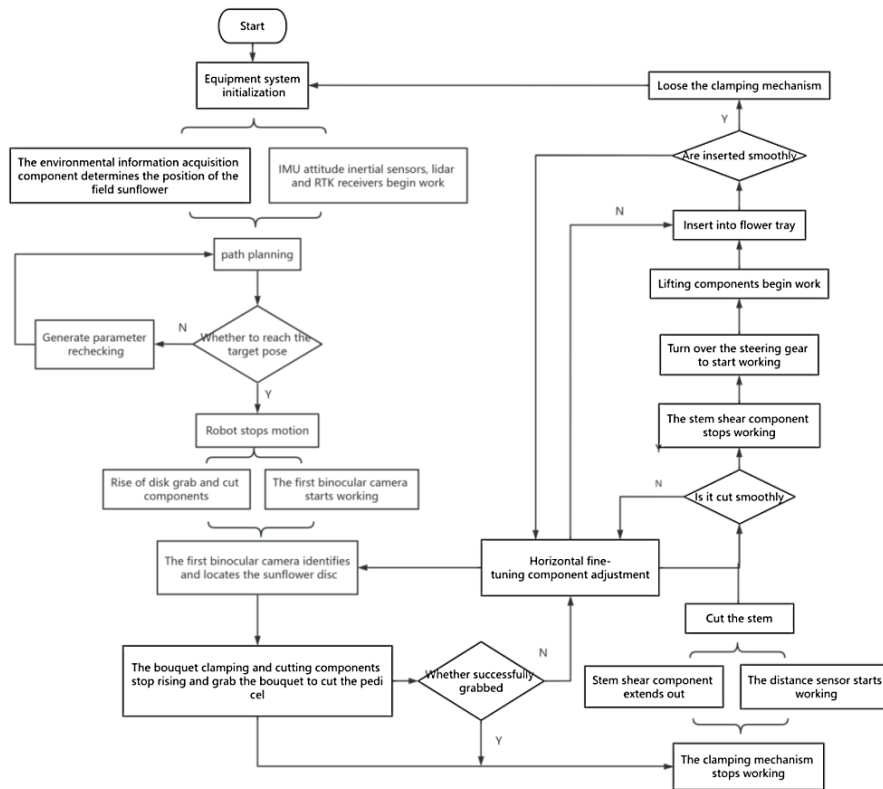 Start
Equipment system
initialization
Loose the clamping mechanism
Y
The environmental information acquisition
component determines the position of the
field sunflower
IMU attitude inertial sensors, lidar
and RTK receivers begin work
Are inserted smoothly
N
Insert into flower tray
path planning
Lifting components begin work
Generate parameter
rechecking
N
Whether to reach the
target pose
Turn over the steering gear
to start working
Y
Robot stops motion
The stem shear component
stops working
Y
Rise of disk grab and cut
components
The first binocular camera
starts working
N
Is it cut smoothly
The first binocular camera identifies
and locates the sunflower disc
Horizontal fine-
tuning component adjustment
Cut the stem
The bouquet clamping and cutting components
stop rising and grab the bouquet to cut the pedi
cel
Whether successfully
grabbed
N
Stem shear component
extends out
The distance sensor starts
working
Y
The clamping mechanism
stops working